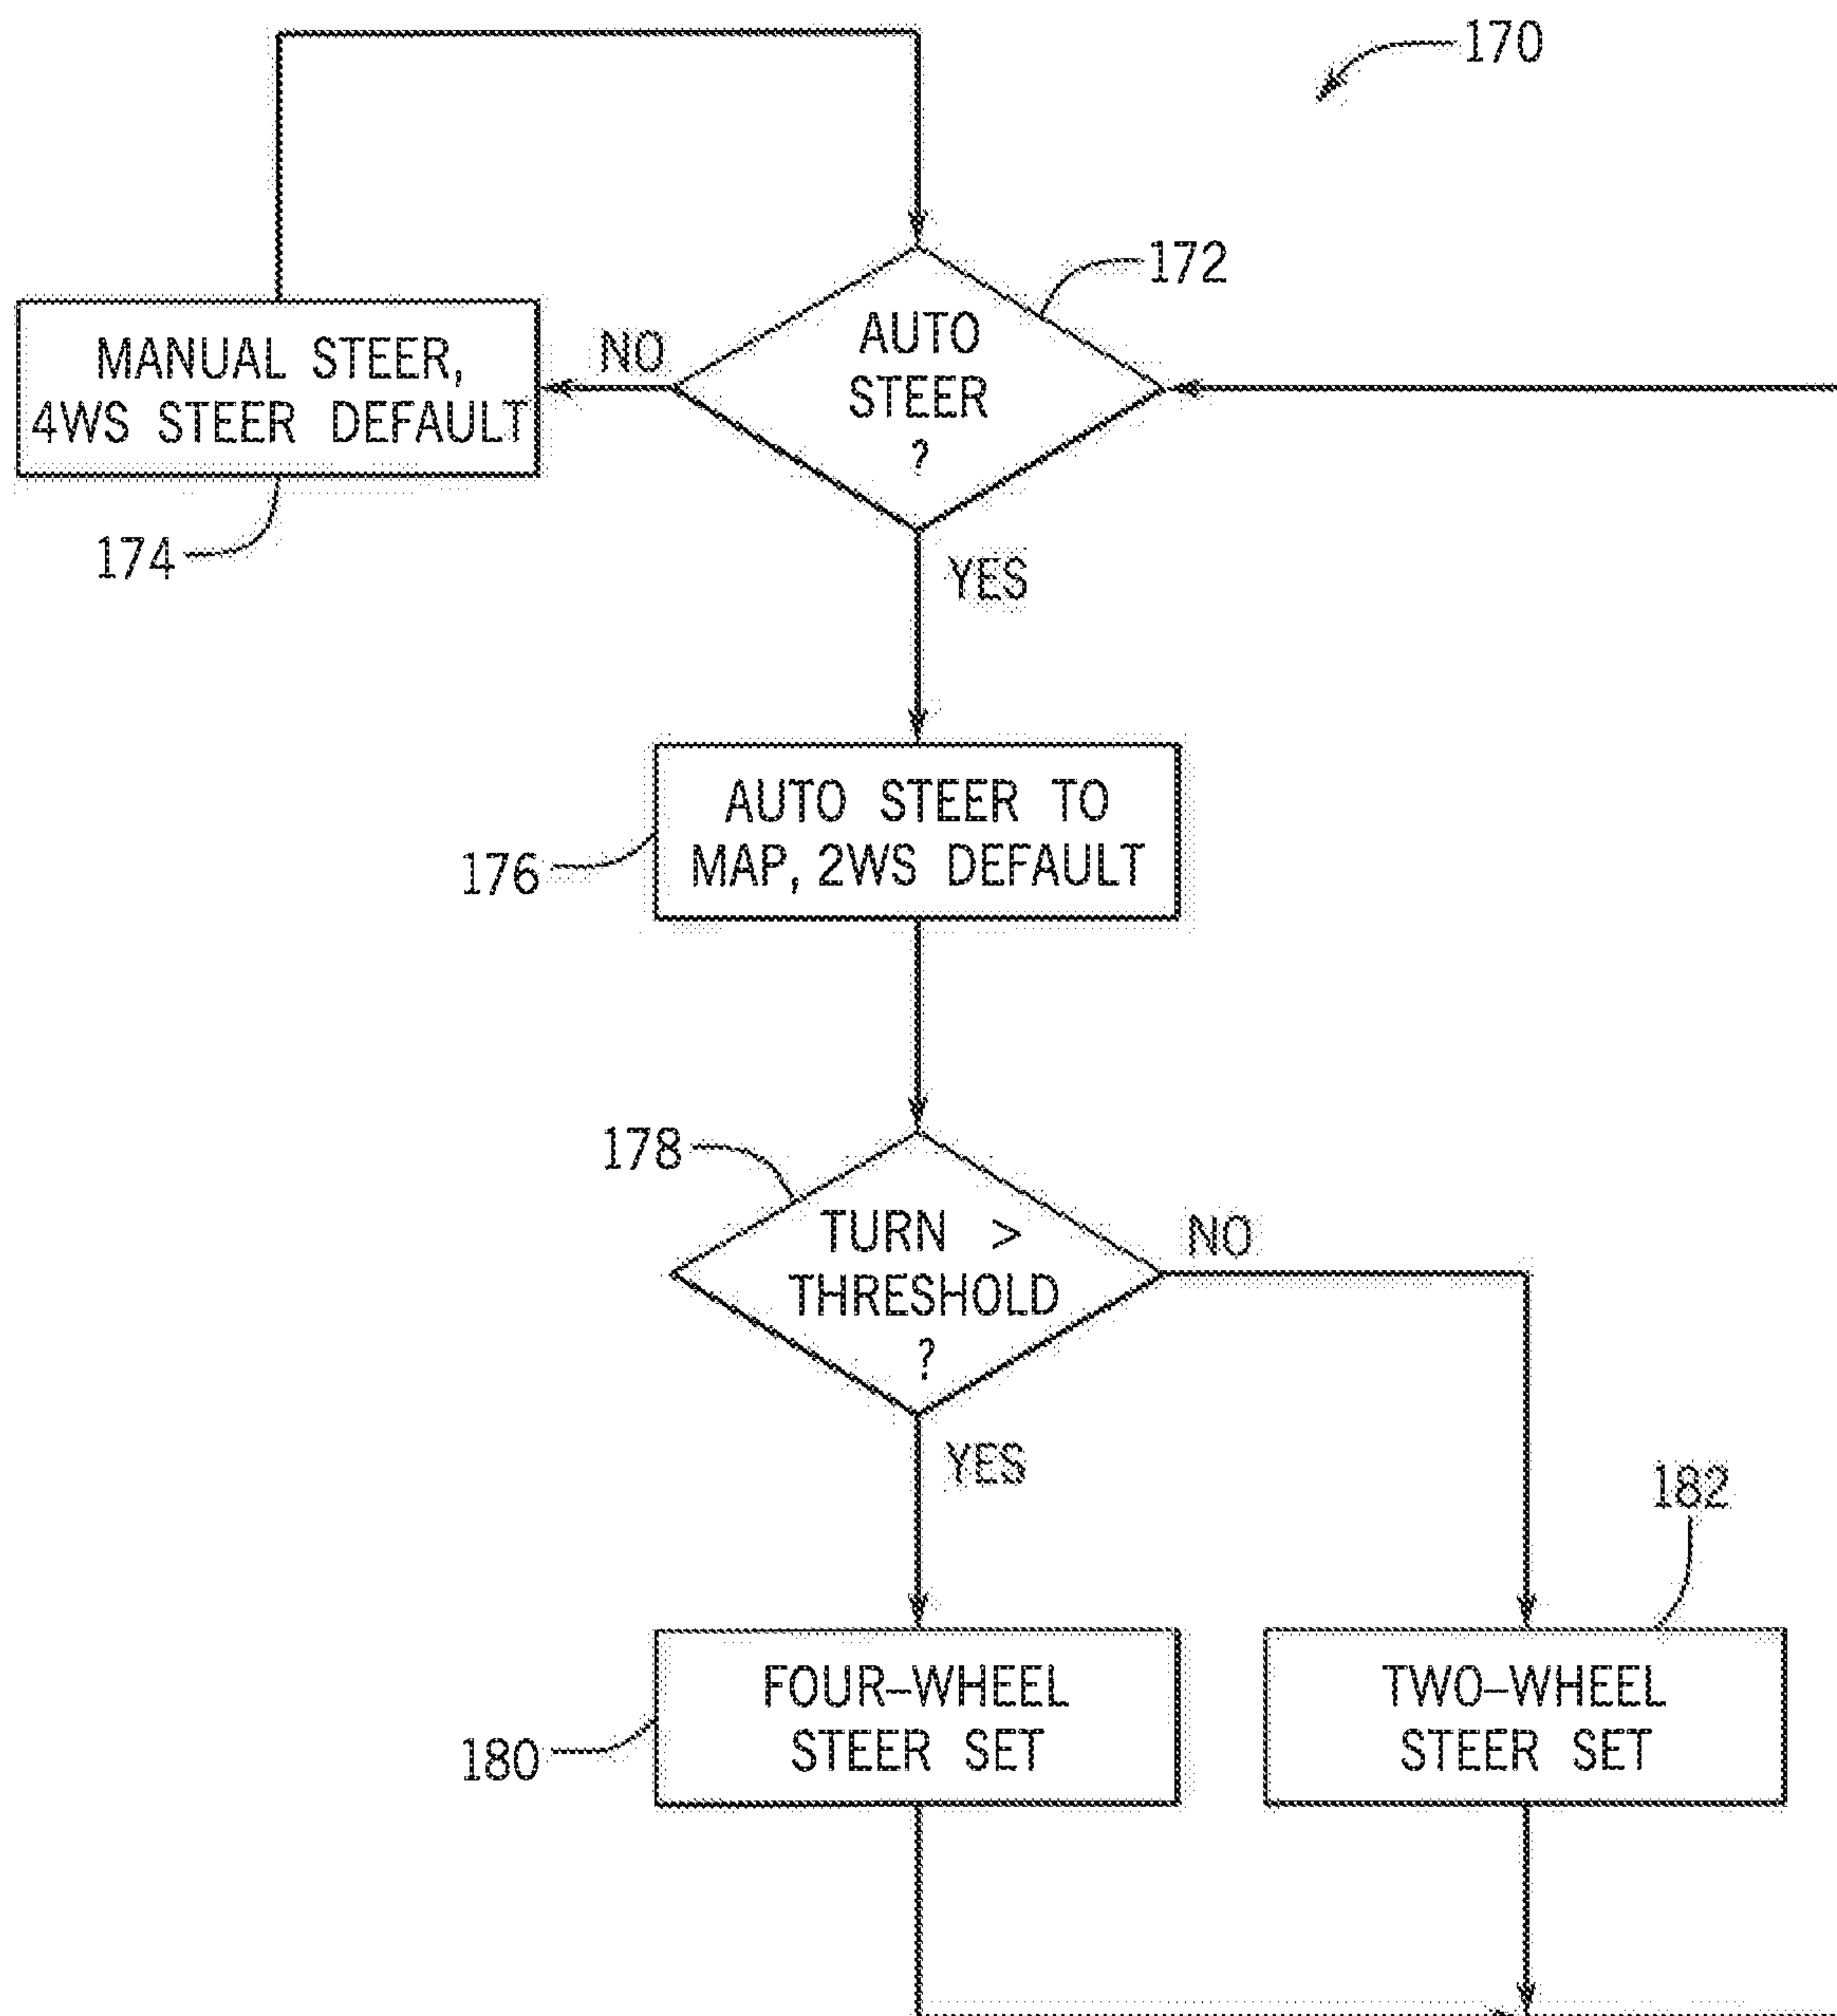 170
172
AUTO
STEER
?
NO
MANUAL STEER,
4WS STEER DEFAULT
174
YES
AUTO STEER TO
MAP, 2WS DEFAULT
176
178
TURN >
THRESHOLD
?
NO
YES
182
FOUR-WHEEL
STEER SET
180
TWO-WHEEL
STEER SET